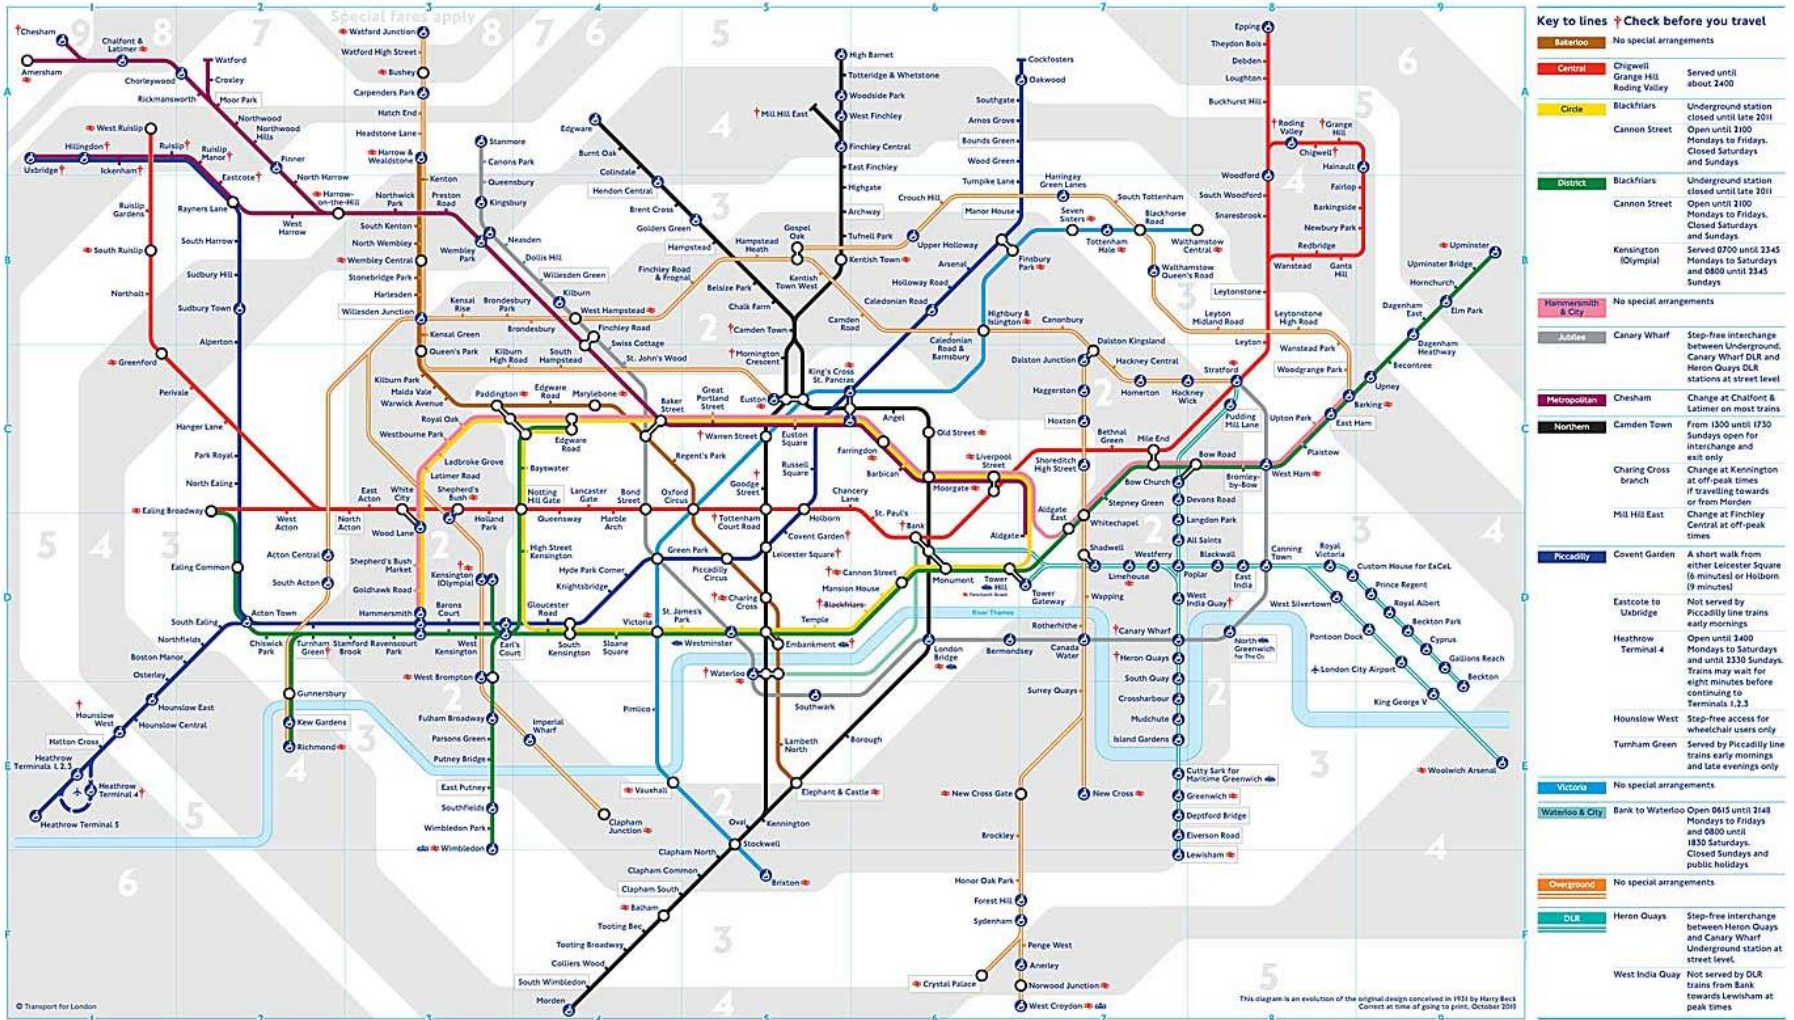 Special fares apply
Chesham
Chalfont &
Latimer
Amersham
Chorleywood
Rickmansworth
Watford
Croxley
Moor Park
Northwood
Northwood
Hills
Pinner
North Harrow
Harrow-
on-the-Hill
West Ruislip
Hillingdon
Ruislip
Ruislip
Manor
Uxbridge
Ickenham
Eastcote
Rayners Lane
West
Harrow
Ruislip
Gardens
South Ruislip
Northolt
Greenford
Perivale
Hanger Lane
South Harrow
Sudbury Hill
Sudbury Town
Alperton
Park Royal
North Ealing
Ealing Broadway
West
Acton
North
Acton
East
Acton
White
City
Shepherd's
Bush
Holland
Park
Wood Lane
Ealing Common
Acton Central
South Acton
Acton Town
South Ealing
Northfields
Boston Manor
Osterley
Hounslow East
Hounslow Central
Hounslow
West
Hatton Cross
Heathrow
Terminals 1, 2, 3
Heathrow
Terminal 4
Heathrow Terminal 5
Chiswick
Park
Turnham
Green
Stamford
Brook
Ravenscourt
Park
Gunnersbury
Kew Gardens
Richmond
Watford Junction
Watford High Street
Bushey
Carpenders Park
Hatch End
Headstone Lane
Harrow &
Wealdstone
Kenton
Northwick
Park
Preston
Road
South Kenton
North Wembley
Wembley Central
Stonebridge Park
Harlesden
Willesden Junction
Kensal Green
Queen's Park
Kilburn Park
Maida Vale
Warwick Avenue
Royal Oak
Westbourne Park
Ladbroke Grove
Latimer Road
Shepherd's Bush
Market
Goldhawk Road
Hammersmith
Barons
Court
West
Kensington
Kensington
(Olympia)
Earl's
Court
Gloucester
Road
South
Kensington
High Street
Kensington
Notting
Hill Gate
Bayswater
Paddington
Edgware
Road
Marylebone
Edgware
Road
Stanmore
Canons Park
Queensbury
Kingsbury
Wembley
Park
Neasden
Dollis Hill
Willesden Green
Kilburn
West Hampstead
Finchley Road
Swiss Cottage
St. John's Wood
Kensal
Rise
Brondesbury
Park
Brondesbury
Kilburn
High Road
South
Hampstead
Finchley Road
& Frognal
Hampstead
Heath
Gospel
Oak
Kentish
Town West
Camden
Road
Caledonian
Road &
Barnsbury
Edgware
Burnt Oak
Colindale
Hendon Central
Brent Cross
Golders Green
Hampstead
Belsize Park
Chalk Farm
Camden Town
Mornington
Crescent
High Barnet
Totteridge & Whetstone
Woodside Park
West Finchley
Mill Hill East
Finchley Central
East Finchley
Highgate
Archway
Tufnell Park
Kentish Town
Cockfosters
Oakwood
Southgate
Arnos Grove
Bounds Green
Wood Green
Turnpike Lane
Manor House
Finsbury
Park
Arsenal
Holloway Road
Caledonian Road
King's Cross
St. Pancras
Crouch Hill
Upper Holloway
Harringay
Green Lanes
South Tottenham
Seven
Sisters
Blackhorse
Road
Tottenham
Hale
Walthamstow
Central
Walthamstow
Queen's Road
Leyton
Midland Road
Leytonstone
High Road
Wanstead Park
Woodgrange Park
Highbury &
Islington
Canonbury
Dalston Kingsland
Dalston Junction
Hackney Central
Homerton
Hackney
Wick
Stratford
Haggerston
Hoxton
Shoreditch
High Street
Epping
Theydon Bois
Debden
Loughton
Buckhurst Hill
Roding
Valley
Grange
Hill
Chigwell
Hainault
Woodford
Fairlop
South Woodford
Barkingside
Snaresbrook
Newbury Park
Redbridge
Wanstead
Gants
Hill
Leytonstone
Leyton
Upminster
Upminster Bridge
Hornchurch
Elm Park
Dagenham
East
Dagenham
Heathway
Becontree
Upney
Barking
East Ham
Upton Park
Plaistow
West Ham
Bromley-
by-Bow
Bow Road
Mile End
Bethnal
Green
Stepney Green
Whitechapel
Aldgate
East
Aldgate
Liverpool
Street
Moorgate
Barbican
Farringdon
Old Street
Angel
Euston
Euston
Square
Great
Portland
Street
Baker
Street
Warren Street
Regent's Park
Russell
Square
Goodge
Street
Lancaster
Gate
Queensway
Marble
Arch
Bond
Street
Oxford
Circus
Tottenham
Court Road
Holborn
Chancery
Lane
St. Paul's
Bank
Covent Garden
Leicester Square
Piccadilly
Circus
Green Park
Hyde Park Corner
Knightsbridge
Charing
Cross
Cannon Street
Mansion House
Blackfriars
Temple
Monument
Tower
Hill
Fenchurch Street
Tower
Gateway
River Thames
Embankment
Westminster
St. James's
Park
Victoria
Sloane
Square
Waterloo
Southwark
London
Bridge
Bermondsey
Pimlico
Vauxhall
Lambeth
North
Elephant & Castle
Borough
Kennington
Oval
Stockwell
Brixton
Clapham North
Clapham Common
Clapham South
Balham
Tooting Bec
Tooting Broadway
Colliers Wood
South Wimbledon
Morden
West Brompton
Fulham Broadway
Parsons Green
Putney Bridge
East Putney
Southfields
Wimbledon Park
Wimbledon
Imperial
Wharf
Clapham
Junction
Shadwell
Wapping
Rotherhithe
Canada
Water
Surrey Quays
New Cross Gate
New Cross
Brockley
Honor Oak Park
Forest Hill
Sydenham
Penge West
Anerley
Crystal Palace
Norwood Junction
West Croydon
Pudding
Mill Lane
Bow Church
Devons Road
Langdon Park
All Saints
Limehouse
Westferry
Poplar
Blackwall
East
India
Canning
Town
Royal
Victoria
Custom House for ExCeL
Prince Regent
Royal Albert
Beckton Park
Cyprus
Gallions Reach
Beckton
West Silvertown
Pontoon Dock
London City Airport
King George V
Woolwich Arsenal
West
India Quay
Canary Wharf
Heron Quays
South Quay
Crossharbour
Mudchute
Island Gardens
Cutty Sark for
Maritime Greenwich
Greenwich
Deptford Bridge
Elverson Road
Lewisham
North
Greenwich
for The O2
© Transport for London
This diagram is an evolution of the original design conceived in 1931 by Harry Beck
Correct at time of going to print, October 2010
Key to lines † Check before you travel
Bakerloo No special arrangements
Central Chigwell
Grange Hill
Roding Valley
Served until
about 2400
Circle Blackfriars Underground station
closed until late 2011
Cannon Street Open until 2100
Mondays to Fridays.
Closed Saturdays
and Sundays
District Blackfriars Underground station
closed until late 2011
Cannon Street Open until 2100
Mondays to Fridays.
Closed Saturdays
and Sundays
Kensington
(Olympia)
Served 0700 until 2345
Mondays to Saturdays
and 0800 until 2345
Sundays
Hammersmith
& City
No special arrangements
Jubilee Canary Wharf Step-free interchange
between Underground,
Canary Wharf DLR and
Heron Quays DLR
stations at street level
Metropolitan Chesham Change at Chalfont &
Latimer on most trains
Northern Camden Town From 1300 until 1730
Sundays open for
interchange and
exit only
Charing Cross
branch
Change at Kennington
at off-peak times
if travelling towards
or from Morden
Mill Hill East Change at Finchley
Central at off-peak
times
Piccadilly Covent Garden A short walk from
either Leicester Square
(6 minutes) or Holborn
(9 minutes)
Eastcote to
Uxbridge
Not served by
Piccadilly line trains
early mornings
Heathrow
Terminal 4
Open until 2400
Mondays to Saturdays
and until 2330 Sundays.
Trains may wait for
eight minutes before
continuing to
Terminals 1,2,3
Hounslow West Step-free access for
wheelchair users only
Turnham Green Served by Piccadilly line
trains early mornings
and late evenings only
Victoria No special arrangements
Waterloo & City Bank to Waterloo Open 0615 until 2148
Mondays to Fridays
and 0800 until
1830 Saturdays.
Closed Sundays and
public holidays
Overground No special arrangements
DLR Heron Quays Step-free interchange
between Heron Quays
and Canary Wharf
Underground station at
street level
West India Quay Not served by DLR
trains from Bank
towards Lewisham at
peak times